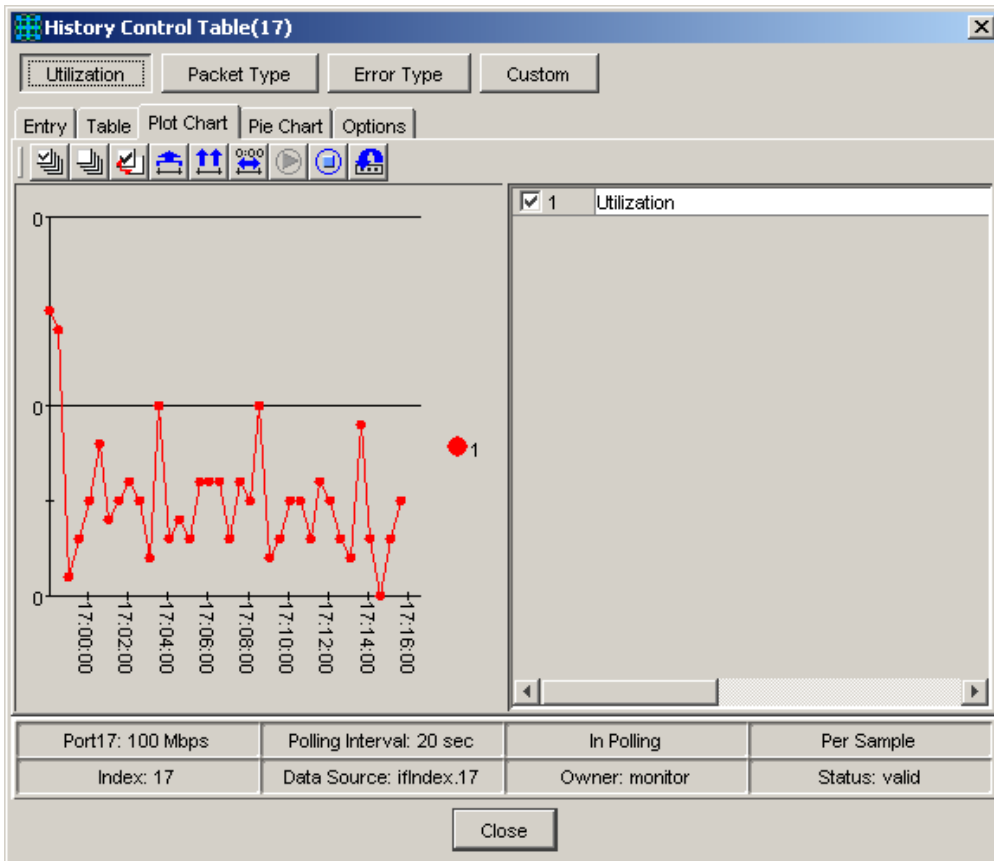 History Control Table(17)
Utilization Packet Type Error Type Custom
Entry Table Plot Chart Pie Chart Options
0:00
1 Utilization
0
0
1
0
17:00:00 17:02:00 17:04:00 17:06:00 17:08:00 17:10:00 17:12:00 17:14:00 17:16:00
Port17: 100 Mbps Polling Interval: 20 sec In Polling Per Sample
Index: 17 Data Source: ifIndex.17 Owner: monitor Status: valid
Close